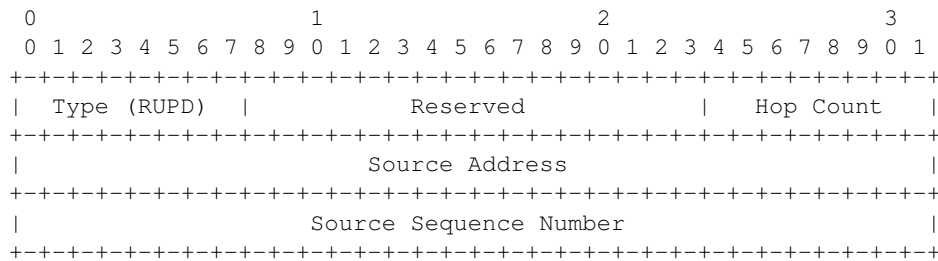 0                   1                   2                   3
 0 1 2 3 4 5 6 7 8 9 0 1 2 3 4 5 6 7 8 9 0 1 2 3 4 5 6 7 8 9 0 1
+-+-+-+-+-+-+-+-+-+-+-+-+-+-+-+-+-+-+-+-+-+-+-+-+-+-+-+-+-+-+-+-+
|  Type (RUPD)  |           Reserved            |   Hop Count   |
+-+-+-+-+-+-+-+-+-+-+-+-+-+-+-+-+-+-+-+-+-+-+-+-+-+-+-+-+-+-+-+-+
|                        Source Address                         |
+-+-+-+-+-+-+-+-+-+-+-+-+-+-+-+-+-+-+-+-+-+-+-+-+-+-+-+-+-+-+-+-+
|                    Source Sequence Number                     |
+-+-+-+-+-+-+-+-+-+-+-+-+-+-+-+-+-+-+-+-+-+-+-+-+-+-+-+-+-+-+-+-+